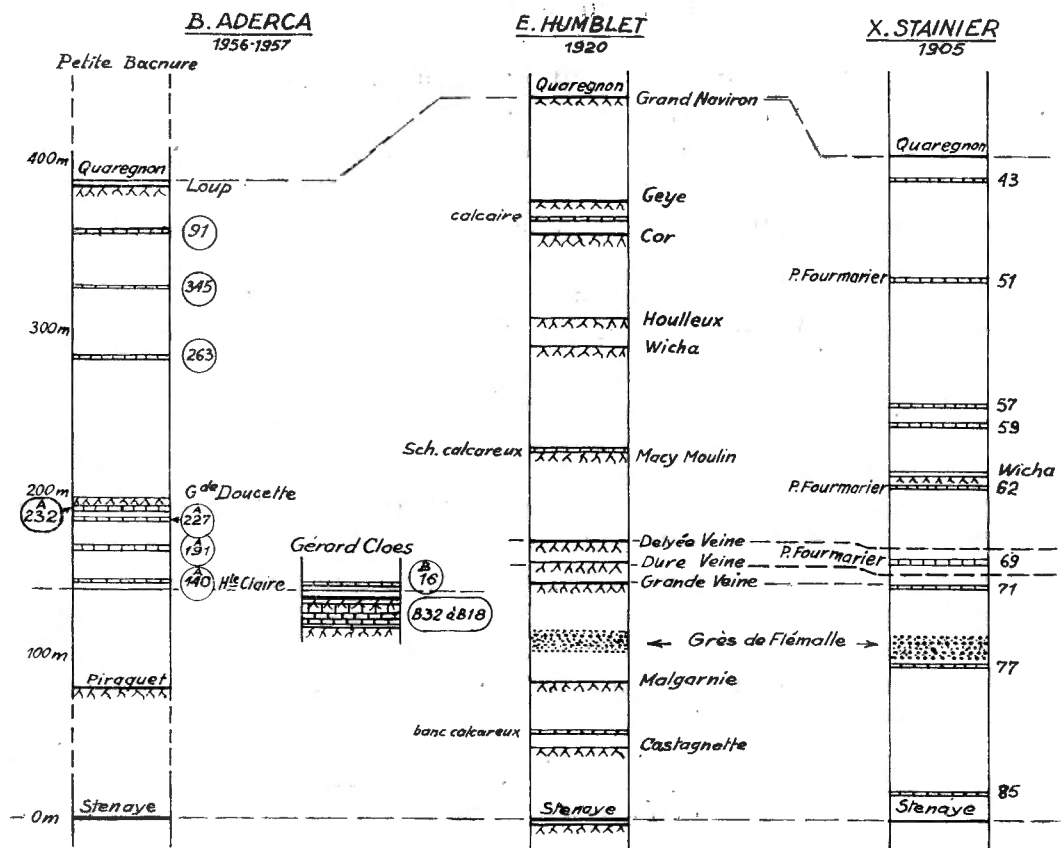 B. ADERCA
1956-1957
Petite Bacnure
400m
Quaregnon
Loup
91
345
300m
263
200m
Gde Doucette
A 232
A 227
A 191
A 140
Hle Claire
100m
Piraquet
Stenaye
0m
Gérard Cloes
B 16
B32 à B18
E. HUMBLET
1920
Quaregnon
Grand Naviron
Geye
calcaire
Cor
Houlleux
Wicha
Sch. calcareux
Macy Moulin
Delyée Veine
Dure Veine
Grande Veine
Grès de Flémalle
Malgarnie
banc calcareux
Castagnette
Stenaye
X. STAINIER
1905
Quaregnon
43
P. Fourmarier
51
57
59
Wicha
P. Fourmarier
62
P. Fourmarier
69
71
77
85
Stenaye